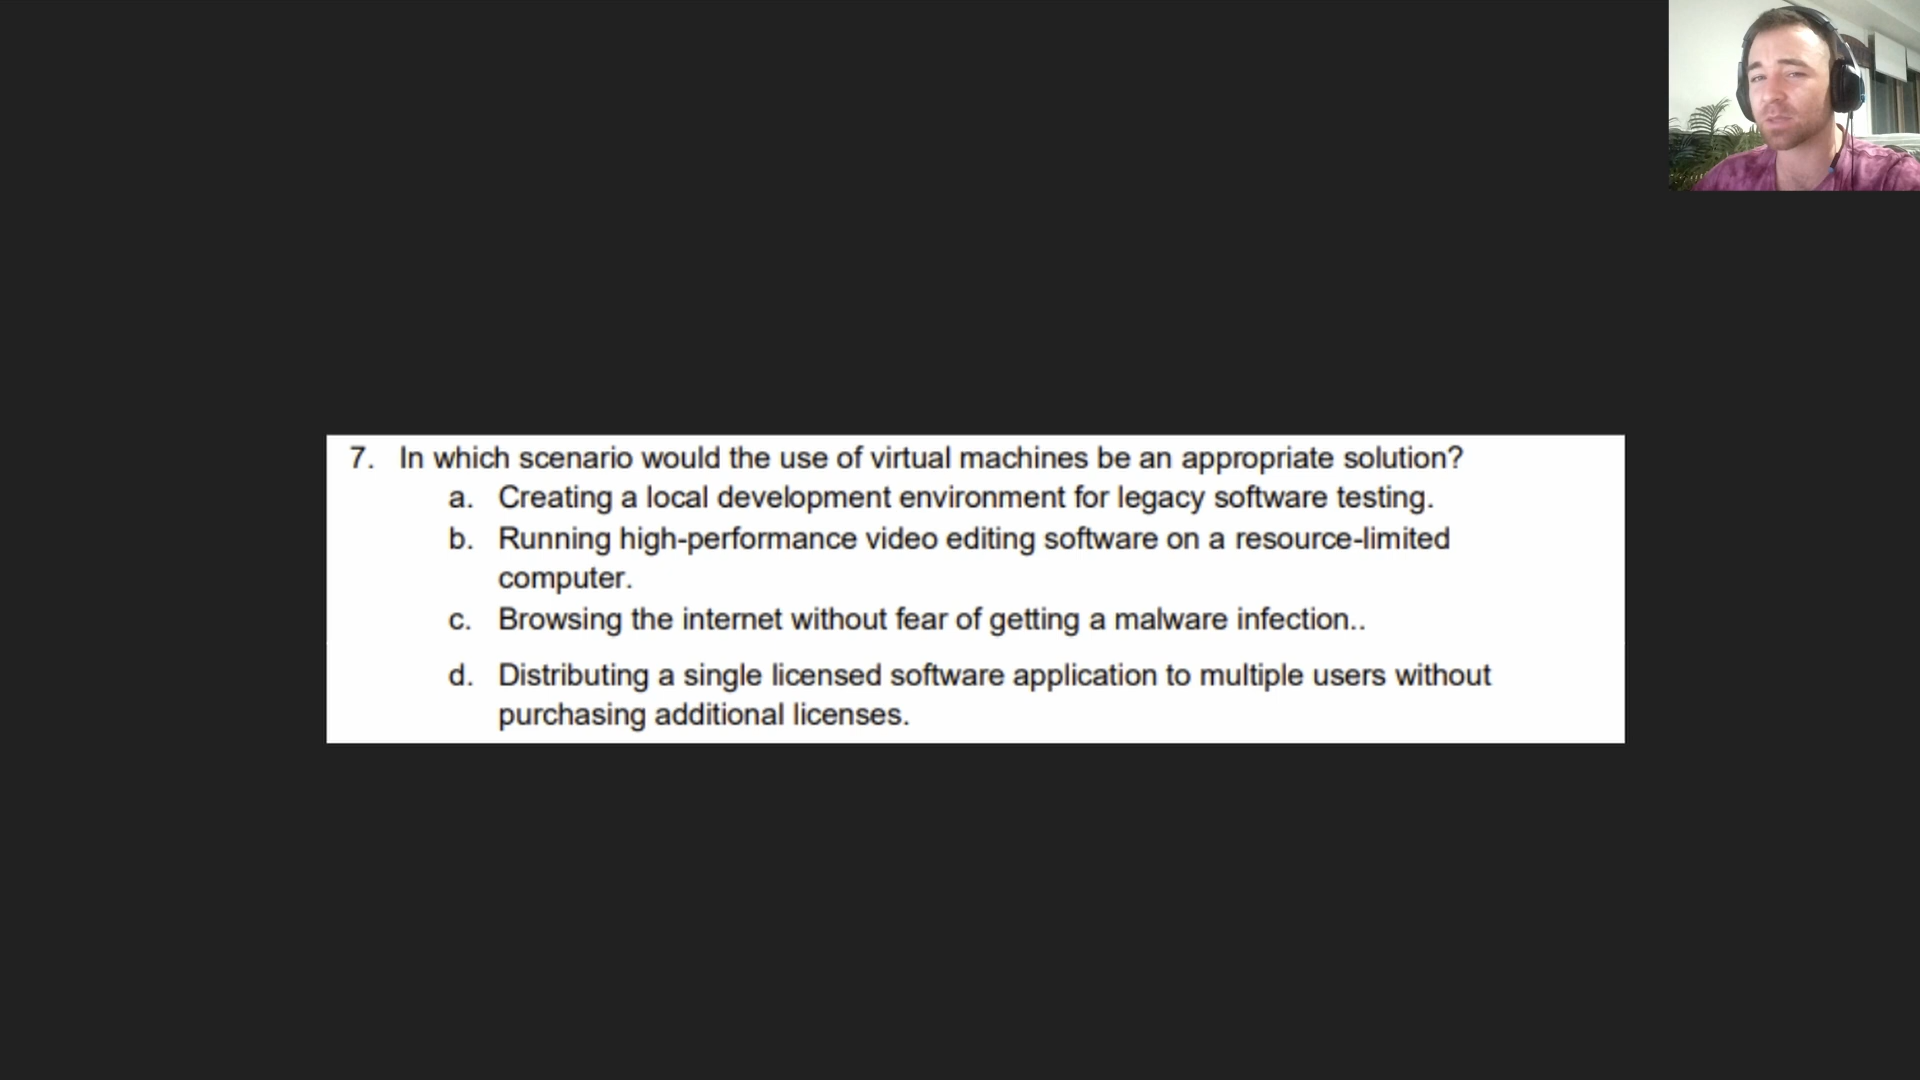 7. In which scenario would the use of virtual machines be an appropriate solution?
a. Creating a local development environment for legacy software testing.
b. Running high-performance video editing software on a resource-limited
computer.
c. Browsing the internet without fear of getting a malware infection..
d. Distributing a single licensed software application to multiple users without
purchasing additional licenses.